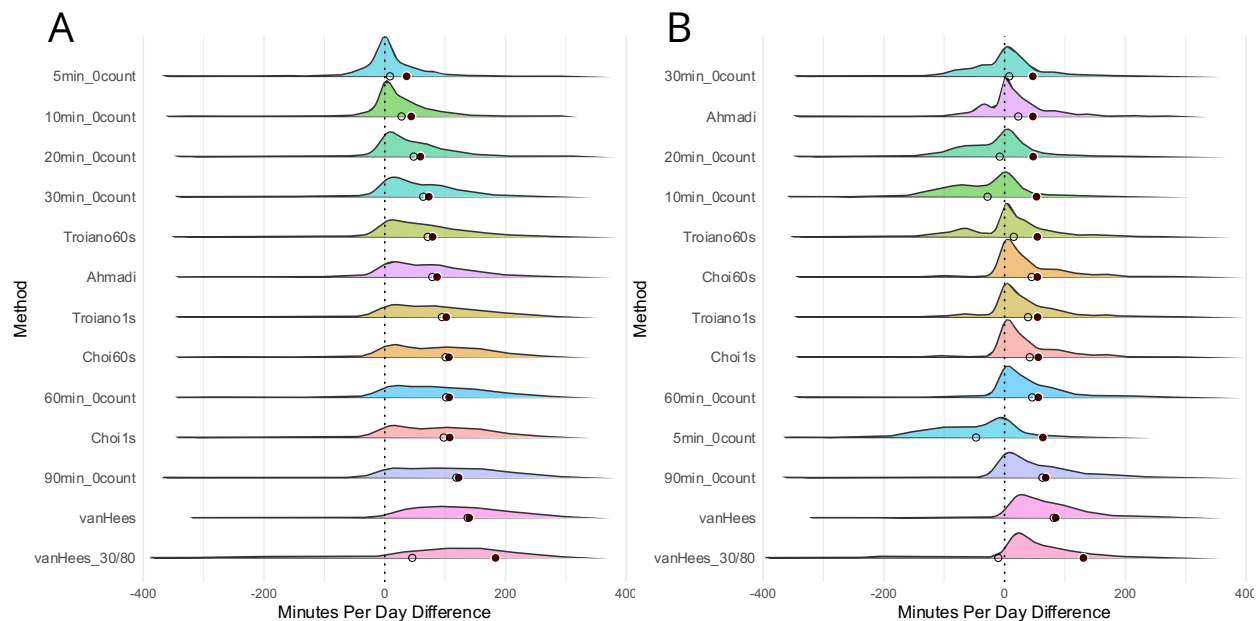 A
B
5min_0count
10min_0count
20min_0count
30min_0count
Troiano60s
Ahmadi
Troiano1s
Choi60s
60min_0count
Choi1s
90min_0count
vanHees
vanHees_30/80
Method
-400 -200 0 200 400
Minutes Per Day Difference
30min_0count
Ahmadi
20min_0count
10min_0count
Troiano60s
Choi60s
Troiano1s
Choi1s
60min_0count
5min_0count
90min_0count
vanHees
vanHees_30/80
Method
-400 -200 0 200 400
Minutes Per Day Difference